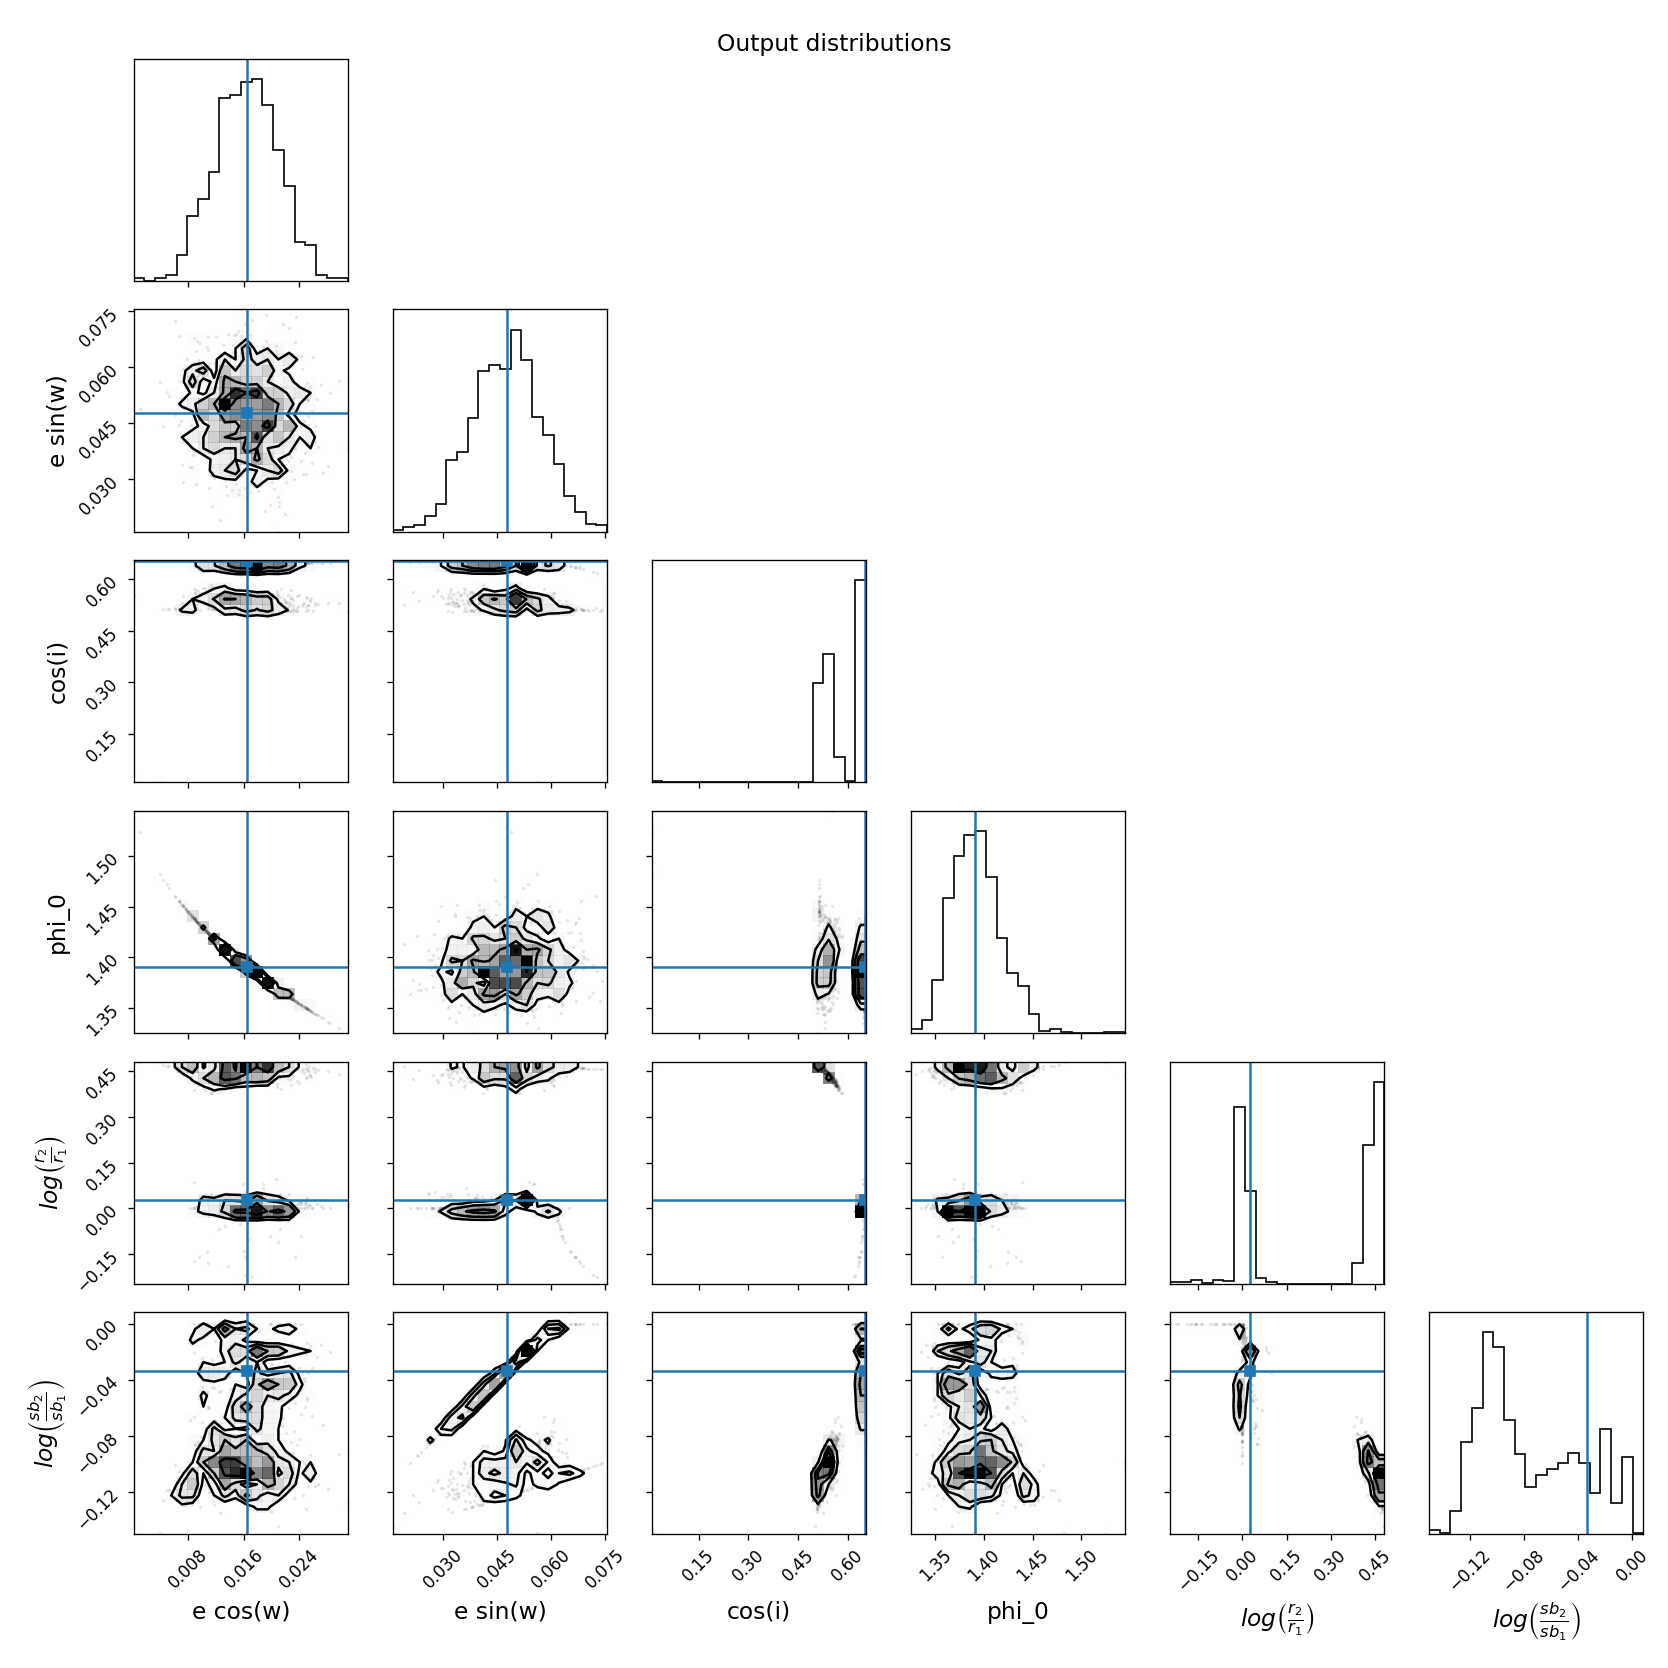 Output distributions
e sin(w)
0.075
0.060
0.045
0.030
cos(i)
0.60
0.45
0.30
0.15
phi_0
1.50
1.45
1.40
1.35
log(r₂/r₁)
0.45
0.30
0.15
0.00
−0.15
log(sb₂/sb₁)
0.00
−0.04
−0.08
−0.12
0.008 0.016 0.024
0.030 0.045 0.060 0.075
0.15 0.30 0.45 0.60
1.35 1.40 1.45 1.50
−0.15 0.00 0.15 0.30 0.45
−0.12 −0.08 −0.04 0.00
e cos(w) e sin(w) cos(i) phi_0 log(r₂/r₁) log(sb₂/sb₁)